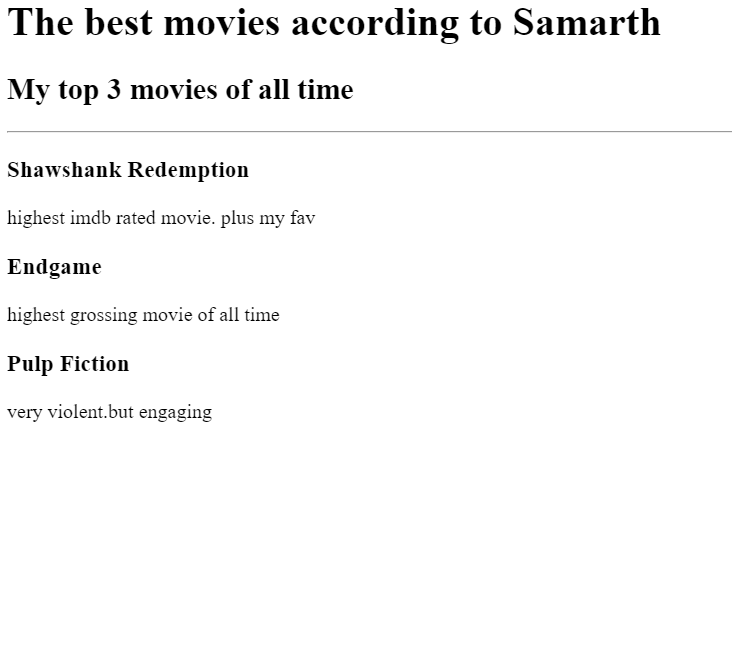 The best movies according to Samarth
My top 3 movies of all time
Shawshank Redemption
highest imdb rated movie. plus my fav
Endgame
highest grossing movie of all time
Pulp Fiction
very violent.but engaging